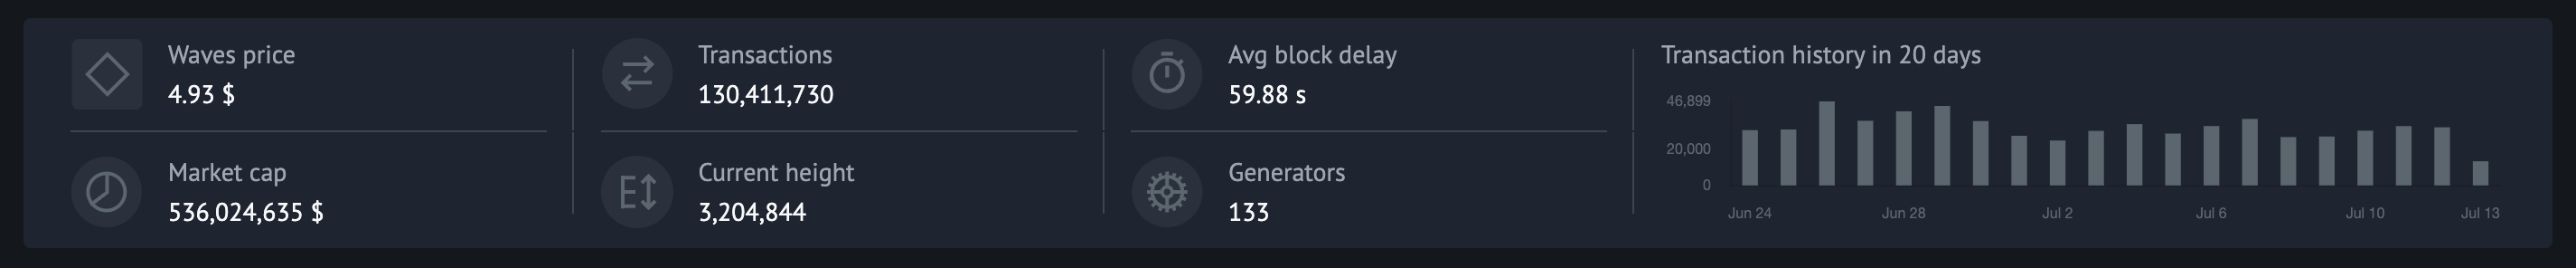 Waves price
4.93 $
Market cap
536,024,635 $
Transactions
130,411,730
Current height
3,204,844
Avg block delay
59.88 s
Generators
133
Transaction history in 20 days
46,899
20,000
0
Jun 24
Jun 28
Jul 2
Jul 6
Jul 10
Jul 13